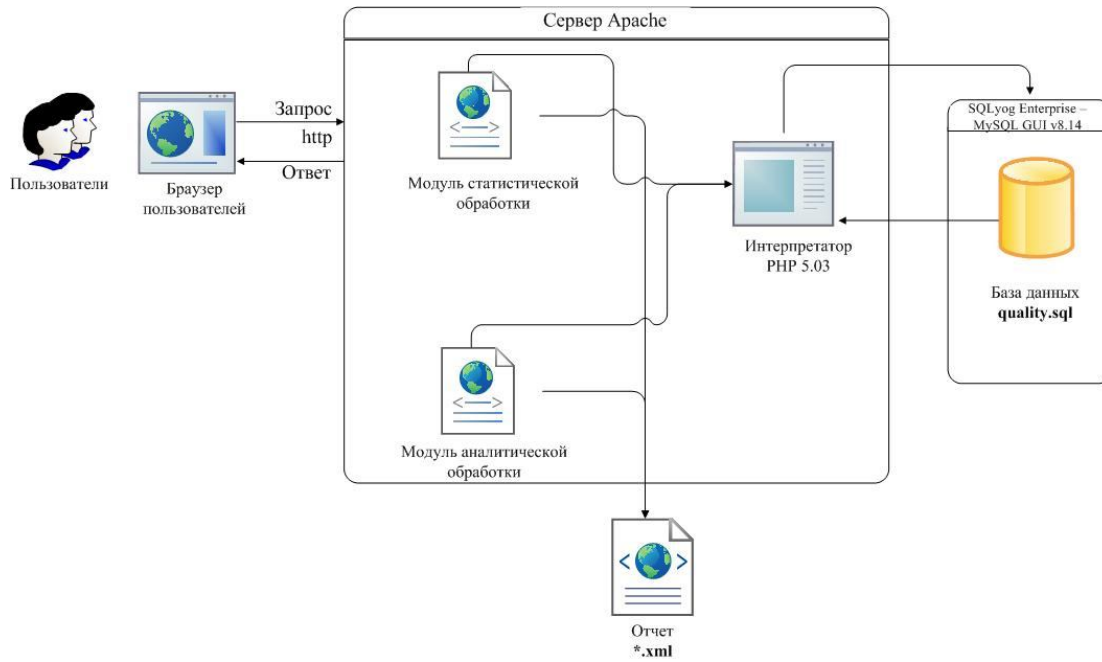 Сервер Apache
Запрос
http
Ответ
Пользователи
Браузер
пользователей
Модуль статистической
обработки
Интерпретатор
PHP 5.03
SQLyog Enterprise –
MySQL GUI v8.14
База данных
quality.sql
Модуль аналитической
обработки
Отчет
*.xml